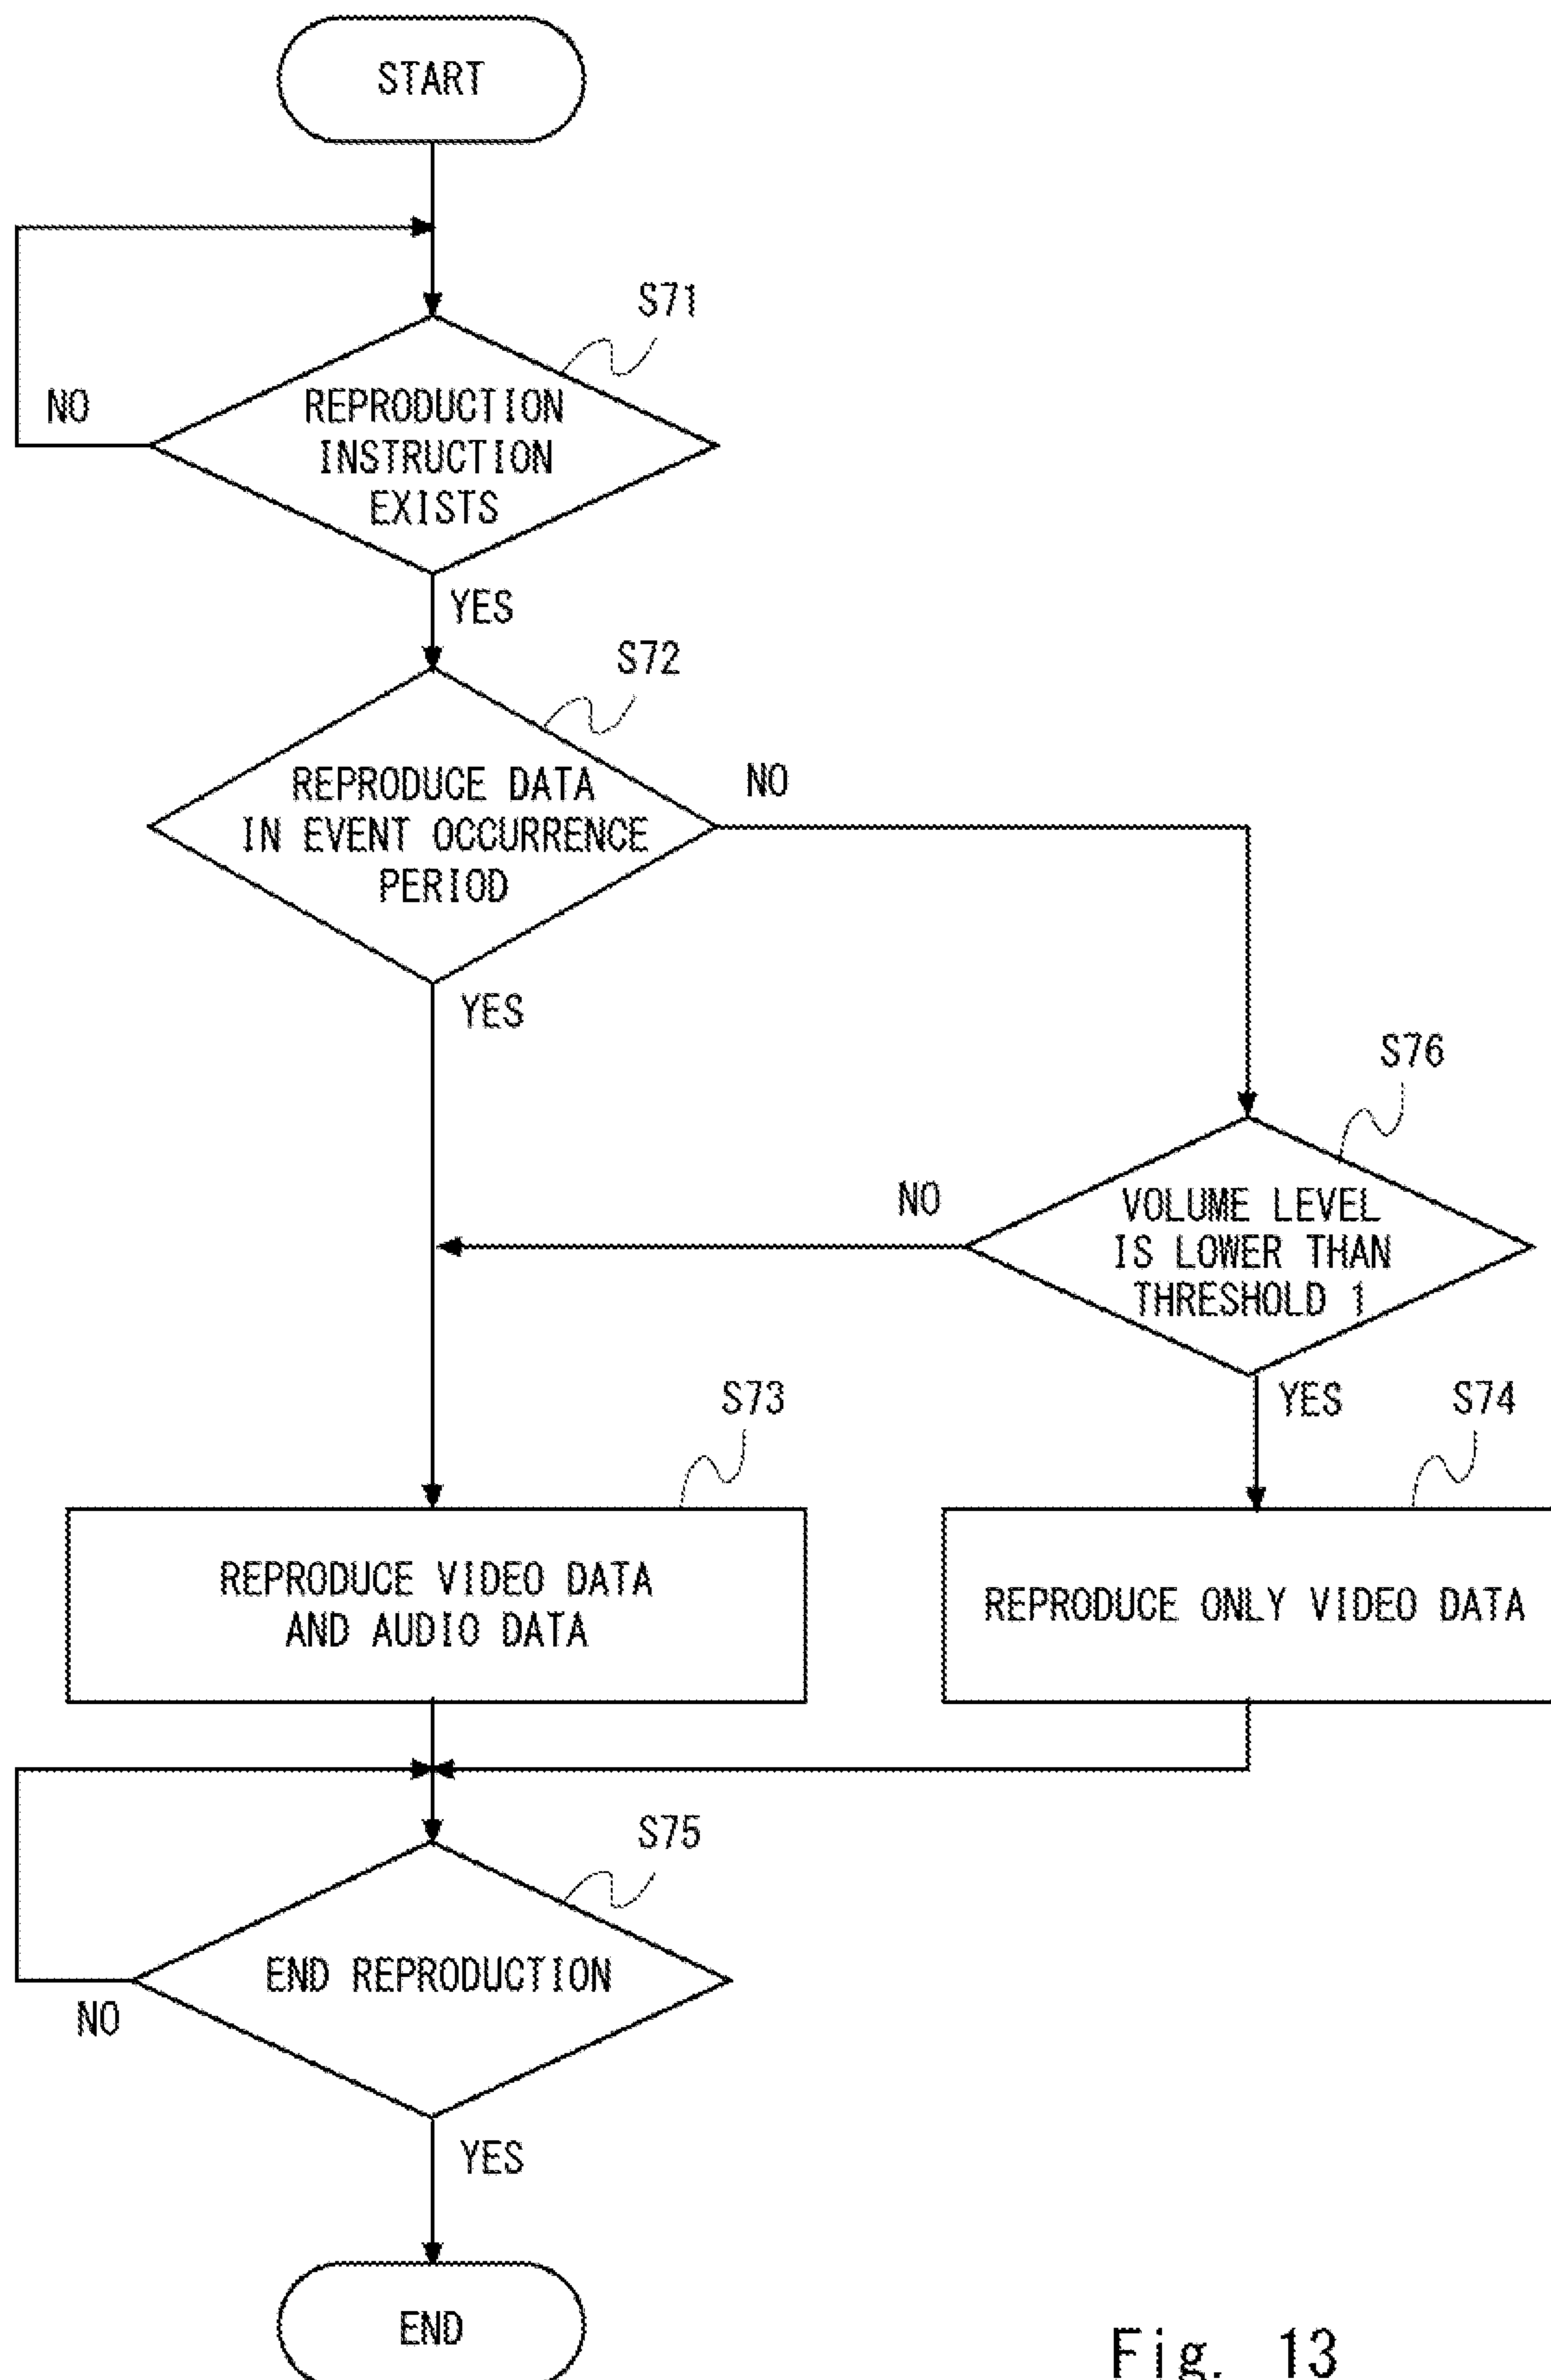 START
S71
NO
REPRODUCTION
INSTRUCTION
EXISTS
YES
S72
REPRODUCE DATA
IN EVENT OCCURRENCE
PERIOD
NO
YES
S76
NO
VOLUME LEVEL
IS LOWER THAN
THRESHOLD 1
YES
S73
S74
REPRODUCE VIDEO DATA
AND AUDIO DATA
REPRODUCE ONLY VIDEO DATA
S75
END REPRODUCTION
NO
YES
END
Fig. 13